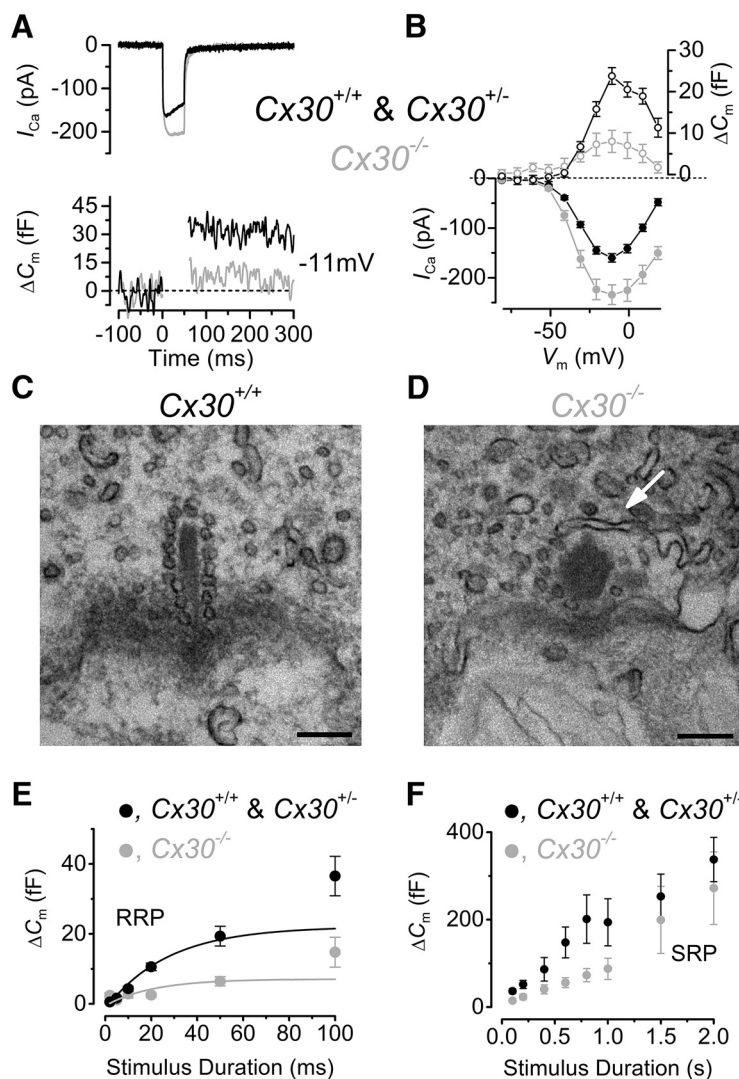 A
B
0
-100
-200
I_Ca (pA)
Cx30^+/+ & Cx30^+/-
Cx30^-/-
45
30
15
0
ΔC_m (fF)
-11mV
-100 0 100 200 300
Time (ms)
30
20
10
0
ΔC_m (fF)
0
-100
-200
I_Ca (pA)
-50 0
V_m (mV)
C
Cx30^+/+
D
Cx30^-/-
E
, Cx30^+/+ & Cx30^+/-
, Cx30^-/-
40
20
0
ΔC_m (fF)
RRP
0 20 40 60 80 100
Stimulus Duration (ms)
F
, Cx30^+/+ & Cx30^+/-
, Cx30^-/-
400
200
0
ΔC_m (fF)
SRP
0.0 0.5 1.0 1.5 2.0
Stimulus Duration (s)